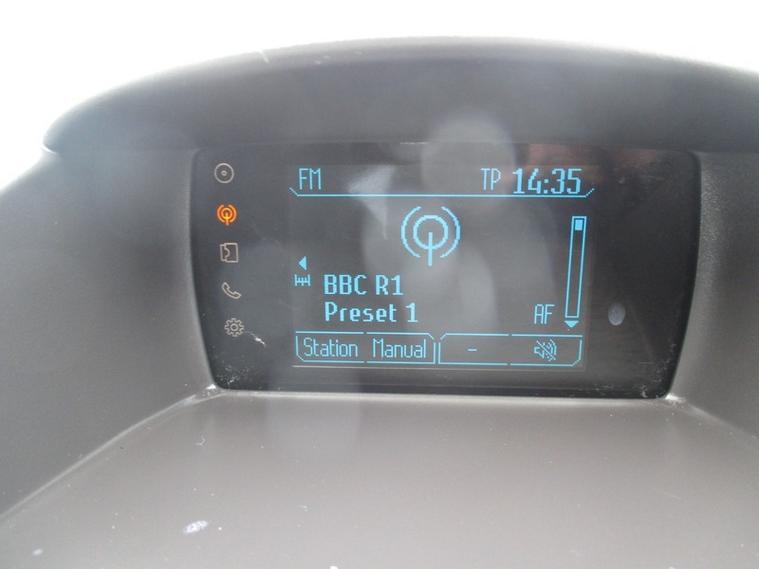 FM TP 14:35
BBC R1
Preset 1 AF
Station Manual -